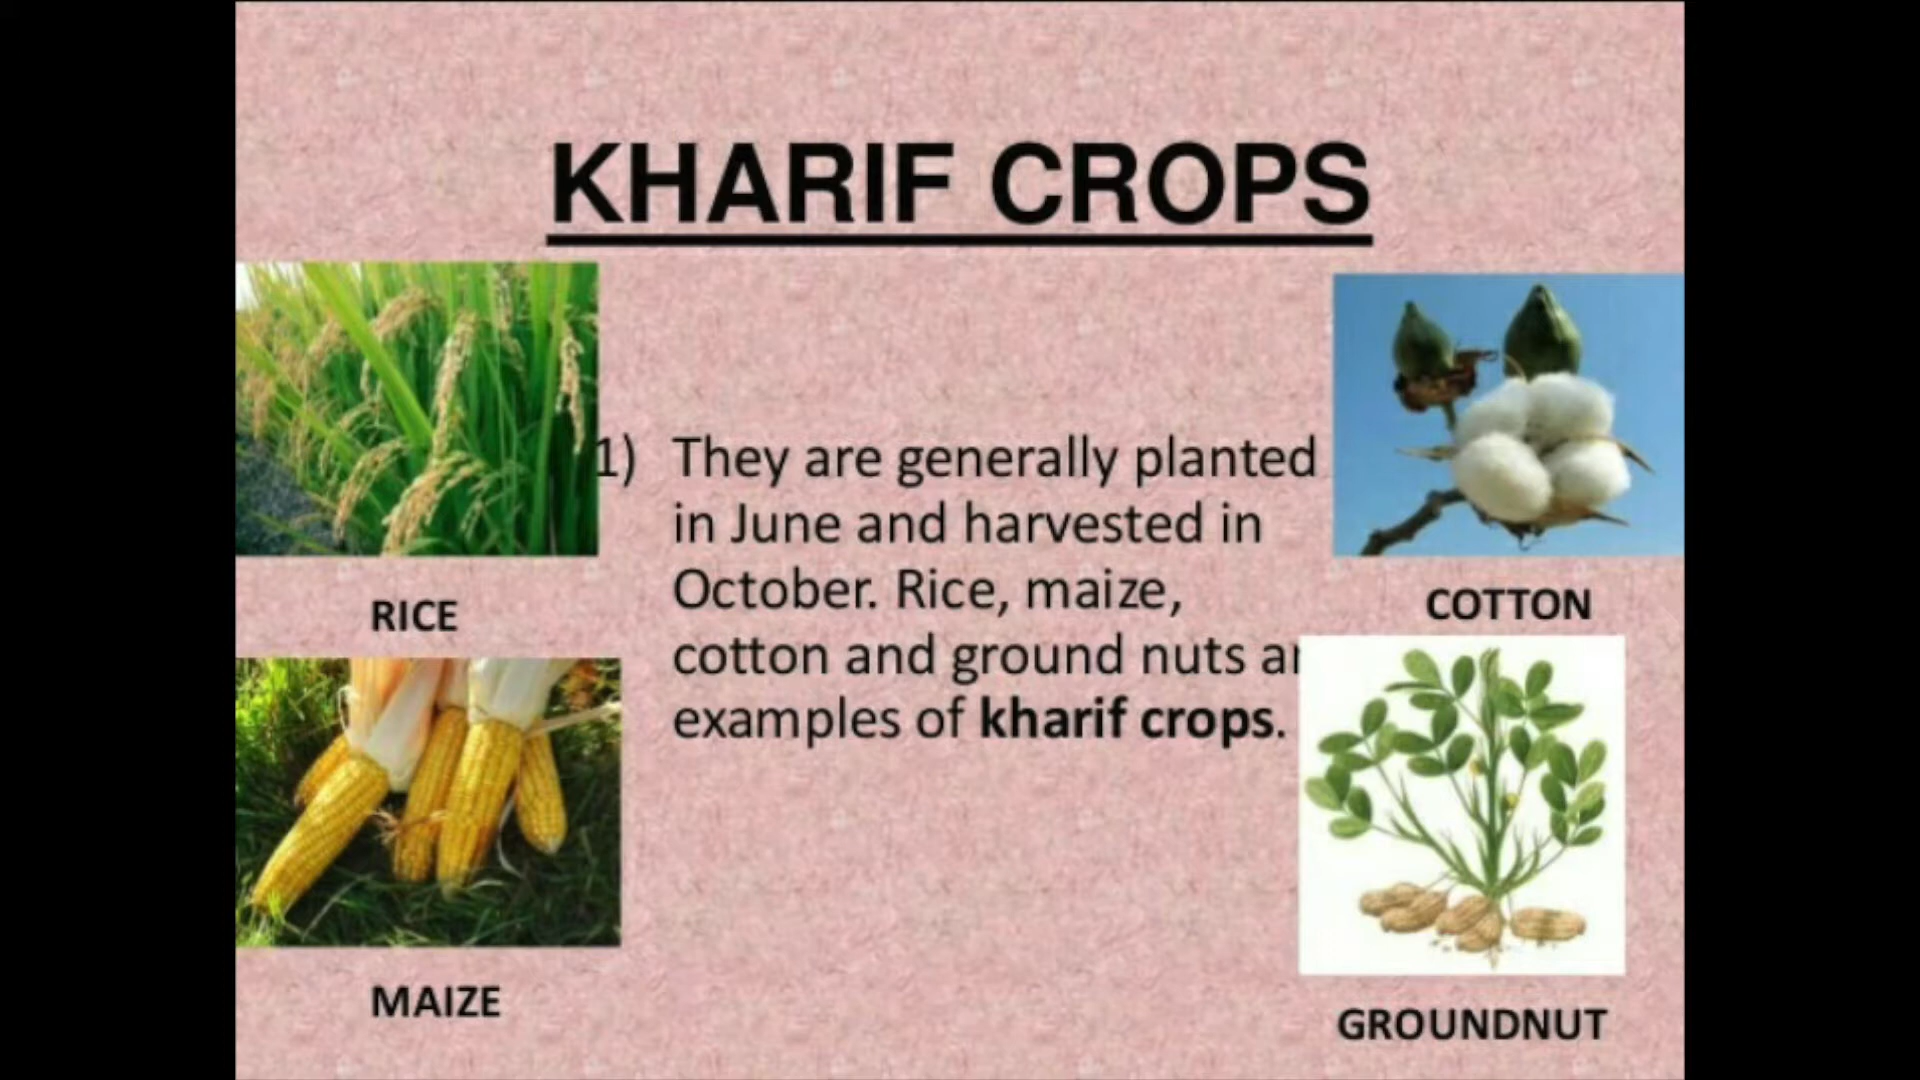 KHARIF CROPS
1) They are generally planted
in June and harvested in
October. Rice, maize,
cotton and ground nuts
examples of kharif crops.
RICE
COTTON
MAIZE
GROUNDNUT